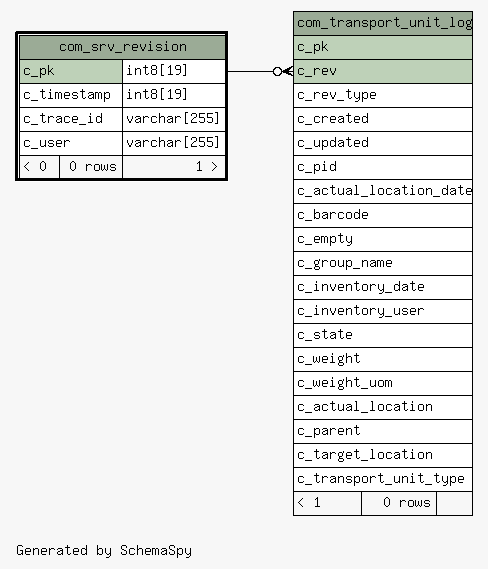 com_srv_revision
c_pk int8[19]
c_timestamp int8[19]
c_trace_id varchar[255]
c_user varchar[255]
< 0 0 rows 1 >
com_transport_unit_log
c_pk
c_rev
c_rev_type
c_created
c_updated
c_pid
c_actual_location_date
c_barcode
c_empty
c_group_name
c_inventory_date
c_inventory_user
c_state
c_weight
c_weight_uom
c_actual_location
c_parent
c_target_location
c_transport_unit_type
< 1 0 rows
Generated by SchemaSpy